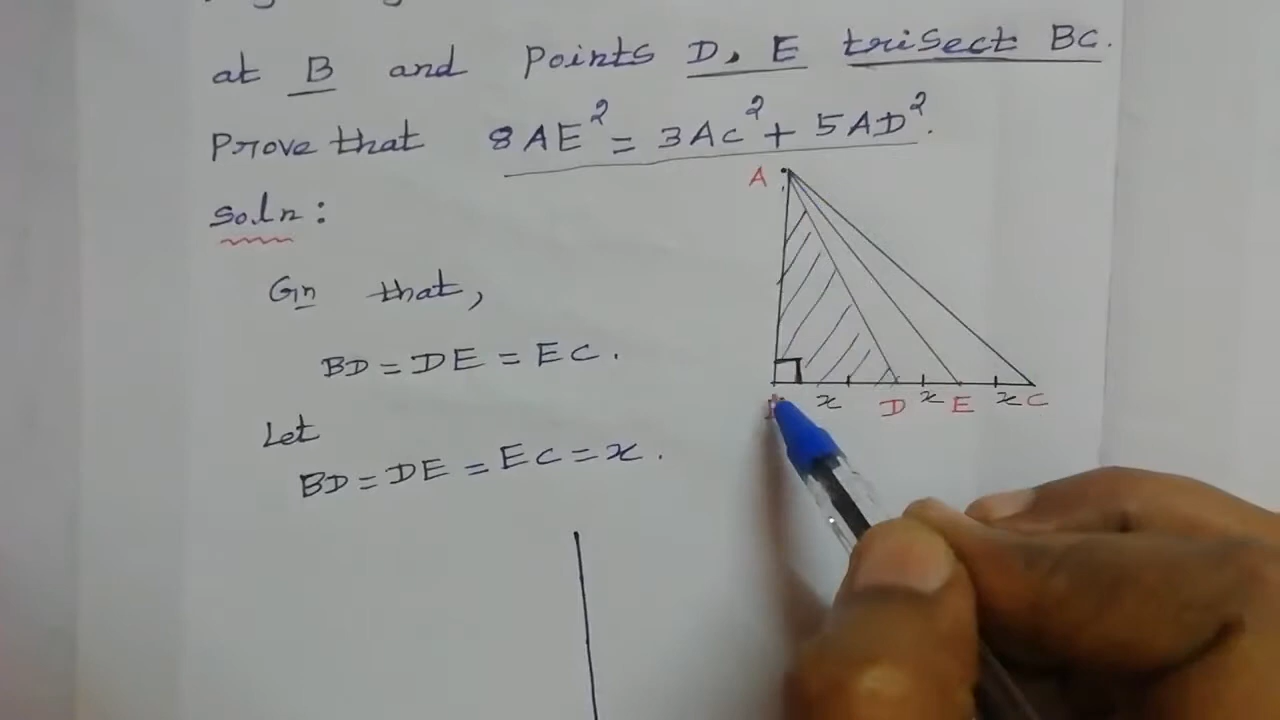 at B and Points D, E trisect BC.
Prove that 8AE² = 3AC² + 5AD².
Soln:
Gn that,
BD = DE = EC.
Let
BD = DE = EC = x.
A
x D x E x C